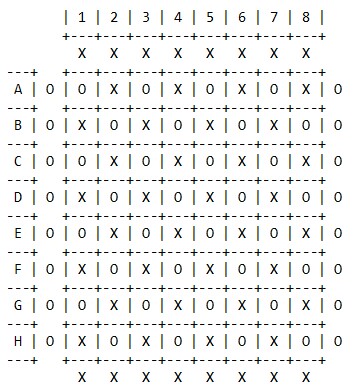 | 1 | 2 | 3 | 4 | 5 | 6 | 7 | 8 |
    +---+---+---+---+---+---+---+---+
      X   X   X   X   X   X   X   X
---+    +---+---+---+---+---+---+---+---+
 A | O | O | X | O | X | O | X | O | X | O
---+    +---+---+---+---+---+---+---+---+
 B | O | X | O | X | O | X | O | X | O | O
---+    +---+---+---+---+---+---+---+---+
 C | O | O | X | O | X | O | X | O | X | O
---+    +---+---+---+---+---+---+---+---+
 D | O | X | O | X | O | X | O | X | O | O
---+    +---+---+---+---+---+---+---+---+
 E | O | O | X | O | X | O | X | O | X | O
---+    +---+---+---+---+---+---+---+---+
 F | O | X | O | X | O | X | O | X | O | O
---+    +---+---+---+---+---+---+---+---+
 G | O | O | X | O | X | O | X | O | X | O
---+    +---+---+---+---+---+---+---+---+
 H | O | X | O | X | O | X | O | X | O | O
---+    +---+---+---+---+---+---+---+---+
      X   X   X   X   X   X   X   X